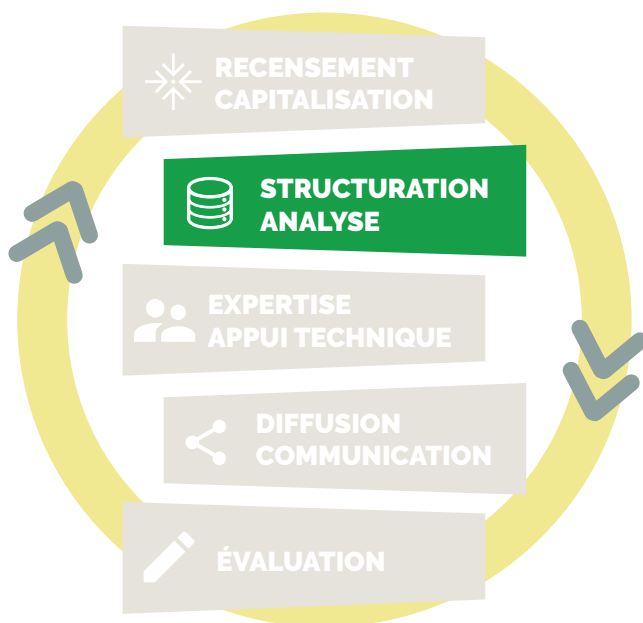 RECENSEMENT
CAPITALISATION
STRUCTURATION
ANALYSE
EXPERTISE
APPUI TECHNIQUE
DIFFUSION
COMMUNICATION
ÉVALUATION